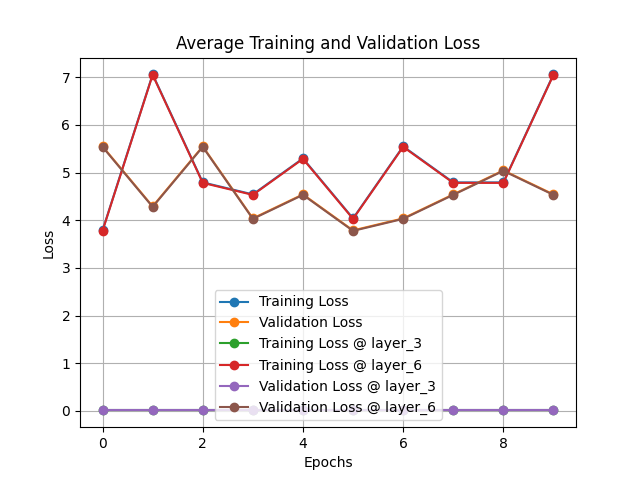 Average Training and Validation Loss
Loss
7
6
5
4
3
2
1
0
Training Loss
Validation Loss
Training Loss @ layer_3
Training Loss @ layer_6
Validation Loss @ layer_3
Validation Loss @ layer_6
0 2 4 6 8
Epochs